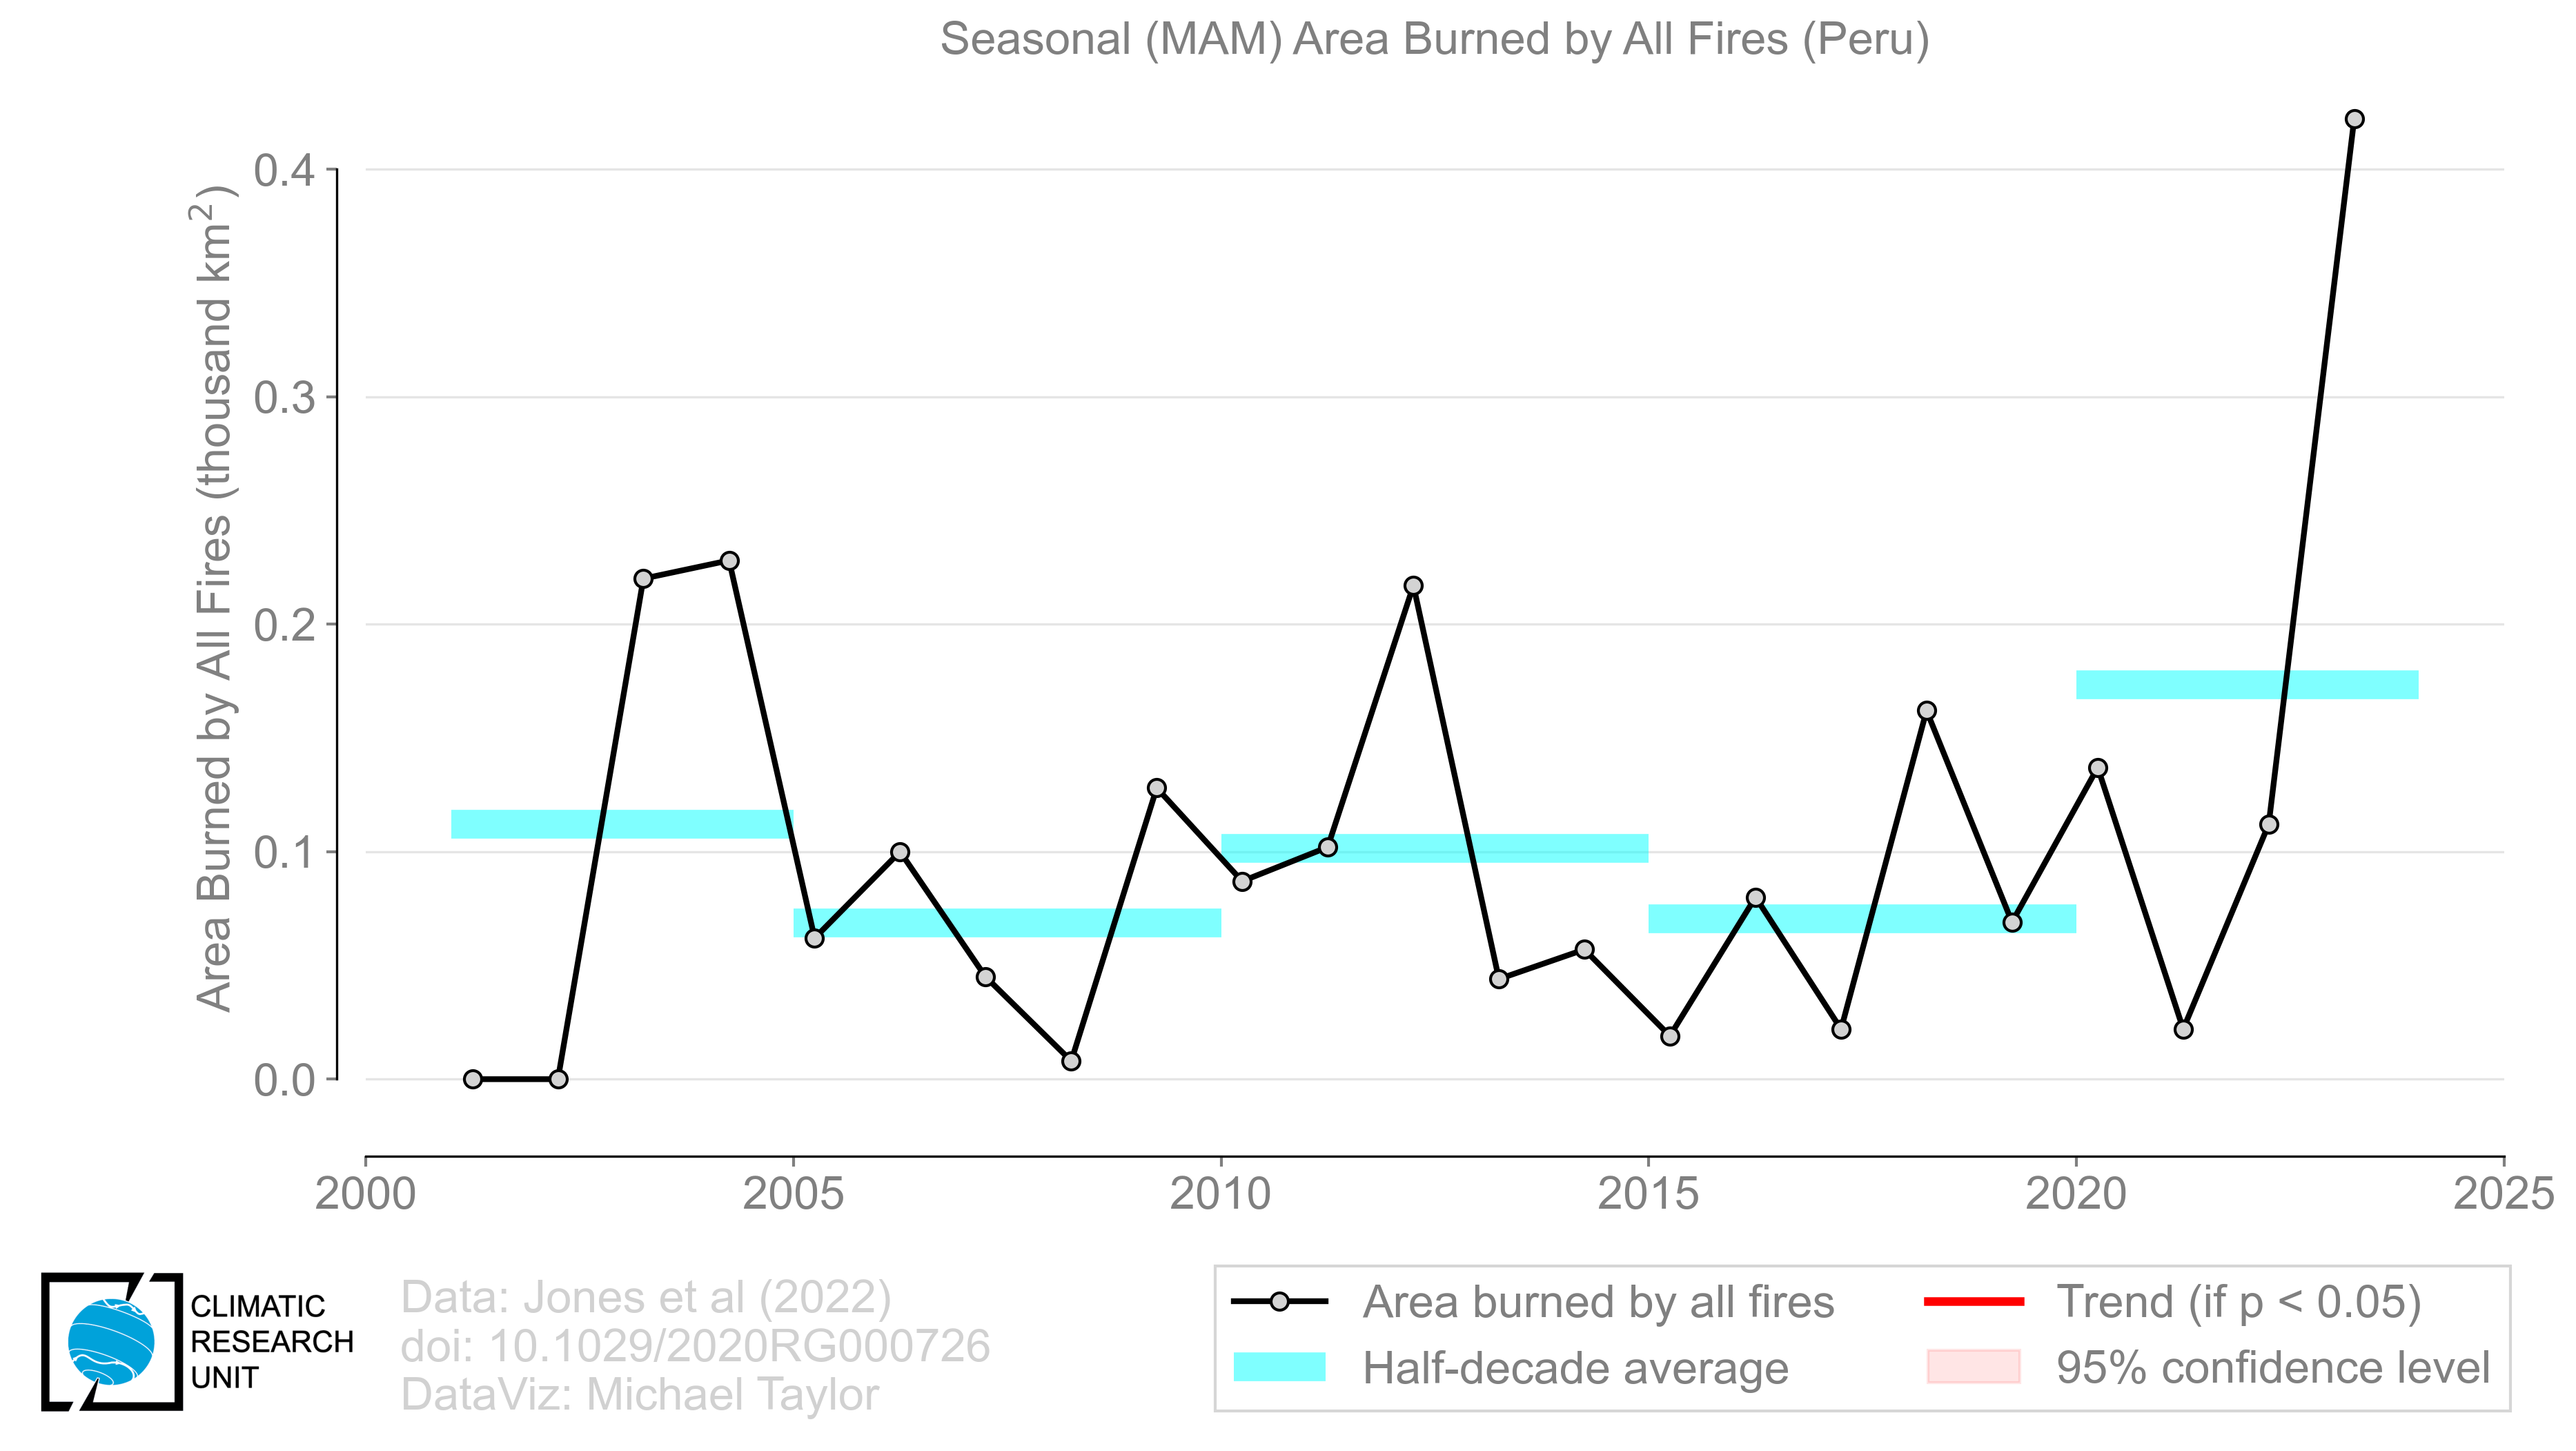 Seasonal (MAM) Area Burned by All Fires (Peru)
Area Burned by All Fires (thousand km²)
0.4
0.3
0.2
0.1
0.0
2000 2005 2010 2015 2020 2025
CLIMATIC
RESEARCH
UNIT
Data: Jones et al (2022)
doi: 10.1029/2020RG000726
DataViz: Michael Taylor
Area burned by all fires
Half-decade average
Trend (if p < 0.05)
95% confidence level